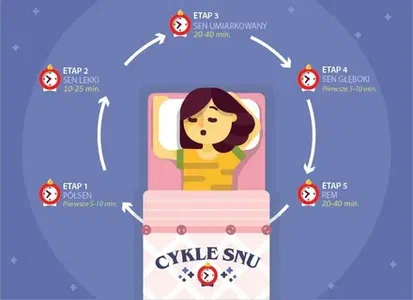 ETAP 1
PÓŁSEN
Pierwsze 5-10 min.
ETAP 2
SEN LEKKI
10-25 min.
ETAP 3
SEN UMIARKOWANY
20-40 min.
ETAP 4
SEN GŁĘBOKI
Pierwsze 5-10 min.
ETAP 5
REM
20-40 min.
CYKLE SNU